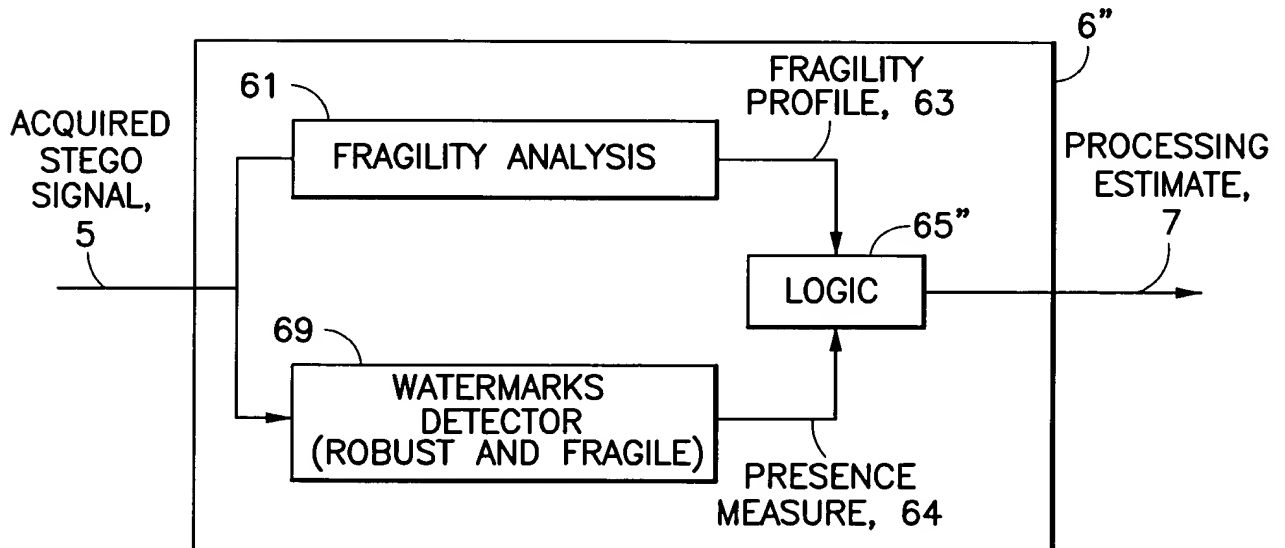 6”
61
FRAGILITY
PROFILE, 63
ACQUIRED
STEGO
SIGNAL,
5
FRAGILITY ANALYSIS
PROCESSING
ESTIMATE,
7
65”
LOGIC
69
WATERMARKS
DETECTOR
(ROBUST AND FRAGILE)
PRESENCE
MEASURE, 64